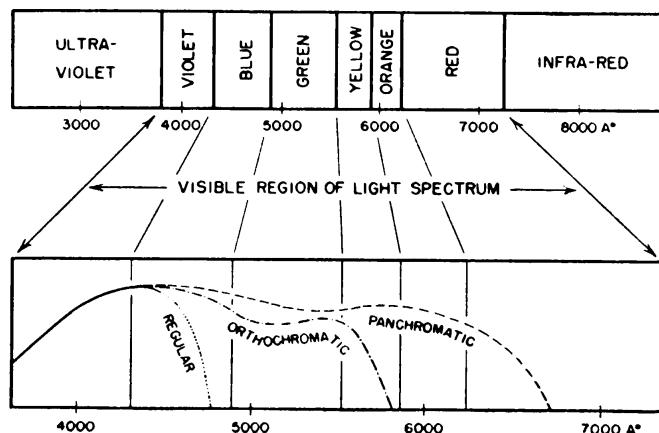 ULTRA-
VIOLET
VIOLET
BLUE
GREEN
YELLOW
ORANGE
RED
INFRA-RED
3000
4000
5000
6000
7000
8000 A°
VISIBLE REGION OF LIGHT SPECTRUM
REGULAR
ORTHOCHROMATIC
PANCHROMATIC
4000
5000
6000
7000 A°